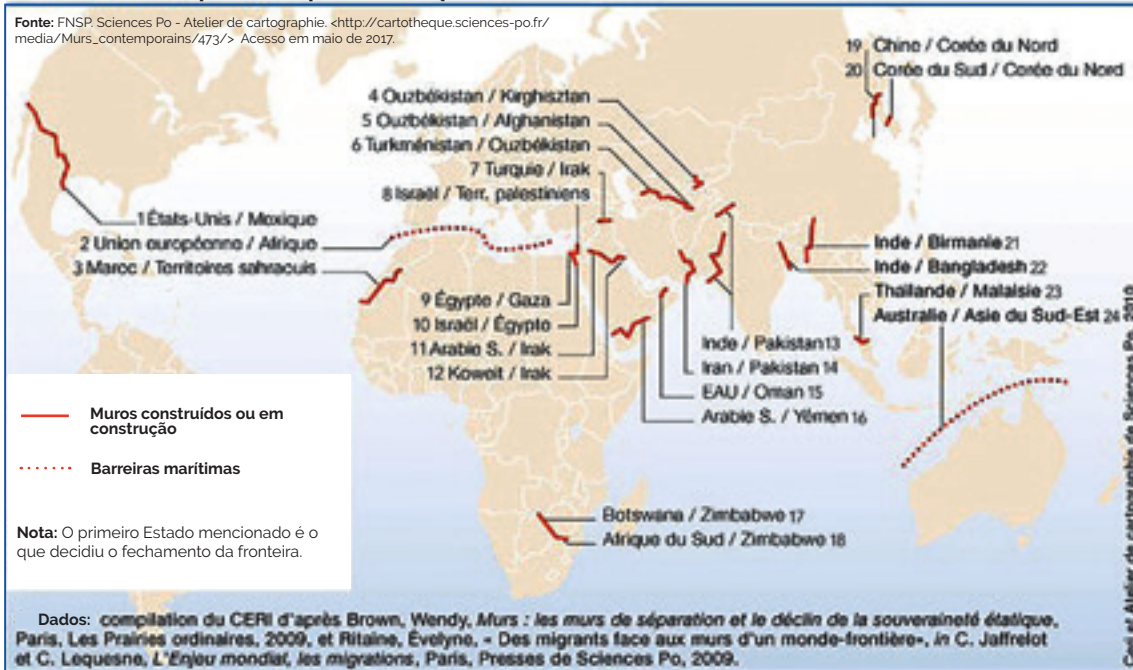 Fonte: FNSP. Sciences Po - Atelier de cartographie. <http://cartotheque.sciences-po.fr/
media/Murs_contemporains/473/> Acesso em maio de 2017.
19 Chine / Corée du Nord
20 Corée du Sud / Corée du Nord
4 Ouzbékistan / Kirghisztan
5 Ouzbékistan / Afghanistan
6 Turkménistan / Ouzbékistan
7 Turquie / Irak
8 Israël / Terr. palestiniens
1 États-Unis / Mexique
2 Union européenne / Afrique
3 Maroc / Territoires sahraouis
9 Égypte / Gaza
10 Israël / Égypte
11 Arabie S. / Irak
12 Koweït / Irak
Inde / Birmanie 21
Inde / Bangladesh 22
Thaïlande / Malaisie 23
Australie / Asie du Sud-Est 24
Inde / Pakistan 13
Iran / Pakistan 14
EAU / Oman 15
Arabie S. / Yémen 16
Botswana / Zimbabwe 17
Afrique du Sud / Zimbabwe 18
Muros construídos ou em
construção
Barreiras marítimas
Nota: O primeiro Estado mencionado é o
que decidiu o fechamento da fronteira.
Dados: compilation du CERI d'après Brown, Wendy, Murs : les murs de séparation et le déclin de la souveraineté étatique,
Paris, Les Prairies ordinaires, 2009, et Ritaine, Évelyne, « Des migrants face aux murs d'un monde-frontière», in C. Jaffrelot
et C. Lequesne, L'Enjeu mondial, les migrations, Paris, Presses de Sciences Po, 2009.
Ceri et Atelier de cartographie de Sciences Po, 2010